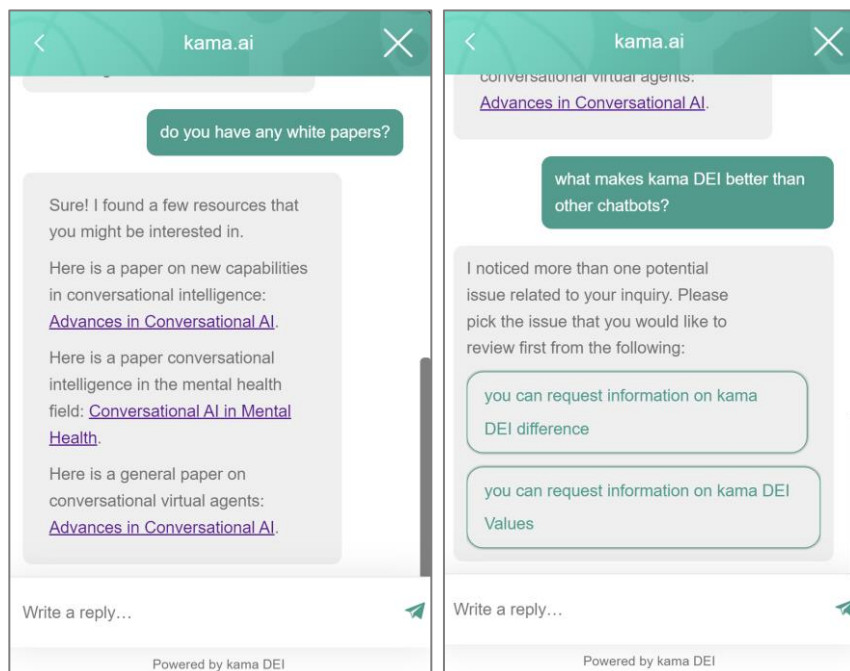 kama.ai
do you have any white papers?
Sure! I found a few resources that
you might be interested in.
Here is a paper on new capabilities
in conversational intelligence:
Advances in Conversational AI.
Here is a paper conversational
intelligence in the mental health
field: Conversational AI in Mental
Health.
Here is a general paper on
conversational virtual agents:
Advances in Conversational AI.
Write a reply…
Powered by kama DEI
kama.ai
conversational virtual agents:
Advances in Conversational AI.
what makes kama DEI better than
other chatbots?
I noticed more than one potential
issue related to your inquiry. Please
pick the issue that you would like to
review first from the following:
you can request information on kama
DEI difference
you can request information on kama DEI
Values
Write a reply…
Powered by kama DEI